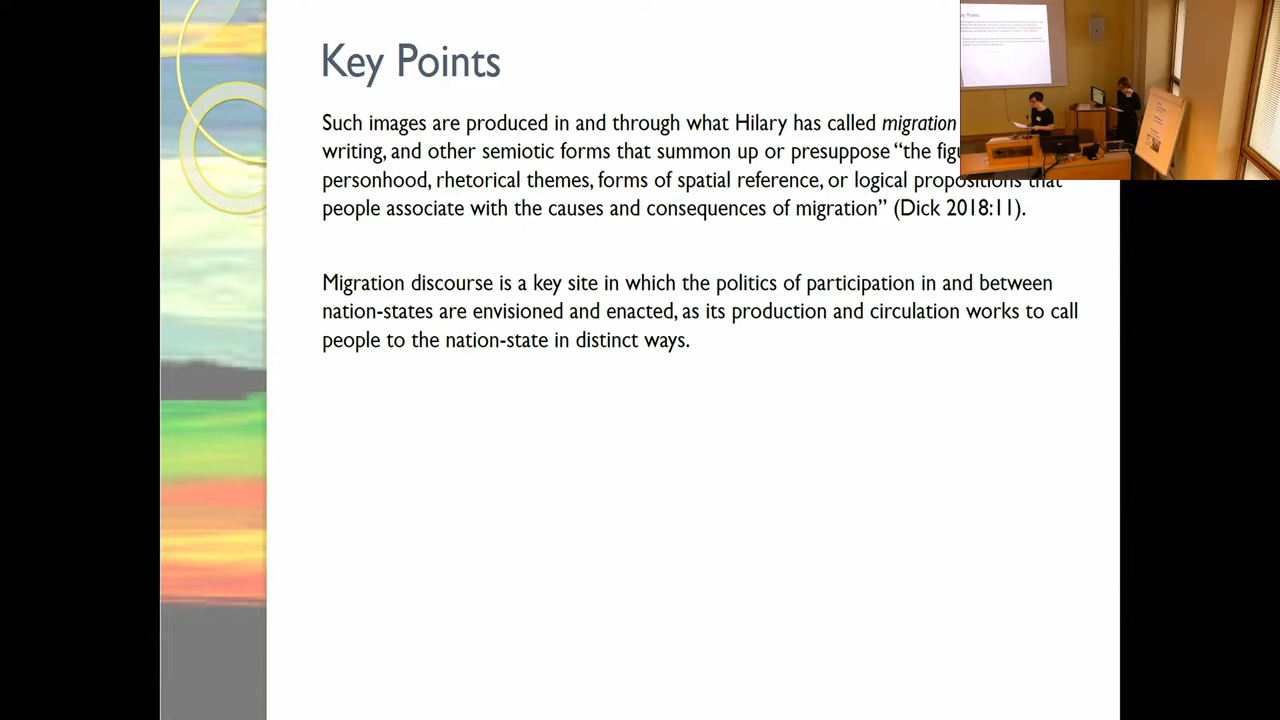 Key Points
Such images are produced in and through what Hilary has called migration
writing, and other semiotic forms that summon up or presuppose “the
personhood, rhetorical themes, forms of spatial reference, or logical propositions that
people associate with the causes and consequences of migration” (Dick 2018:11).
Migration discourse is a key site in which the politics of participation in and between
nation-states are envisioned and enacted, as its production and circulation works to call
people to the nation-state in distinct ways.